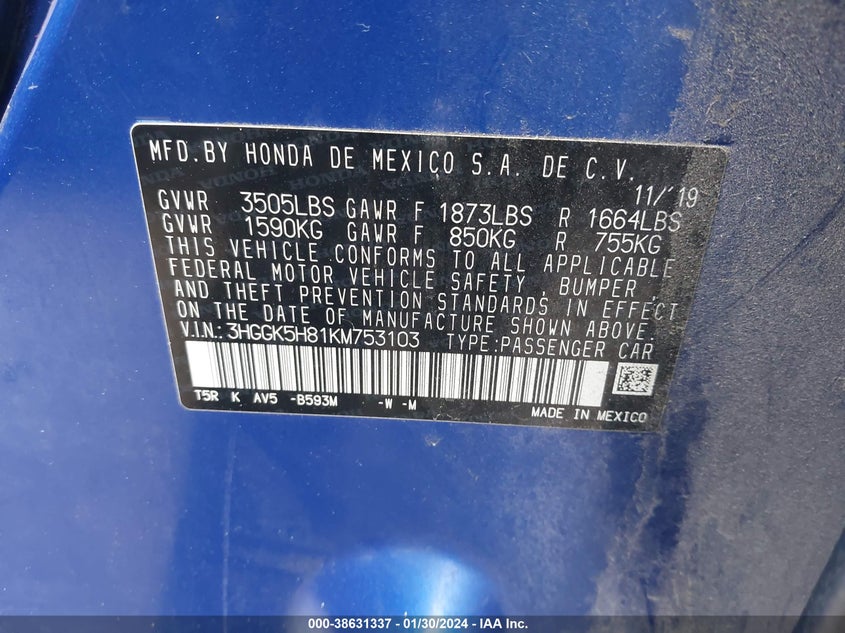 MFD.BY HONDA DE MEXICO S.A. DE C.V.
11/'19
GVWR 3505LBS GAWR F 1873LBS R 1664LBS
GVWR 1590KG GAWR F 850KG R 755KG
THIS VEHICLE CONFORMS TO ALL APPLICABLE
FEDERAL MOTOR VEHICLE SAFETY BUMPER
AND THEFT PREVENTION STANDARDS IN EFFECT
ON THE DATE OF MANUFACTURE SHOWN ABOVE.
V.I.N.: 3HGGK5H81KM753103 TYPE:PASSENGER CAR
T5R K AV5 -B593M -W -M
MADE IN MEXICO
000-38631337 - 01/30/2024 - IAA Inc.